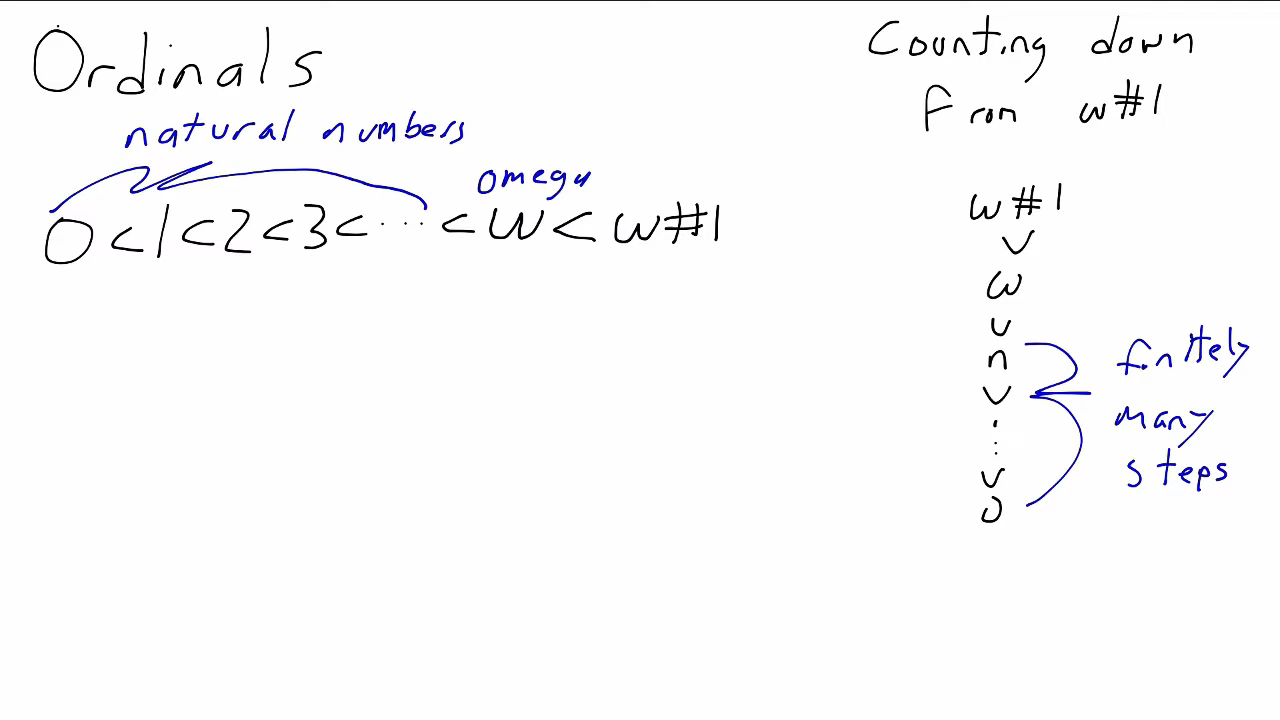 Ordinals
natural numbers
omega
0 < 1 < 2 < 3 < ... < w < w#1
Counting down
from w#1
w#1
v
w
v
n
v
⋮
v
0
finitely
many
steps